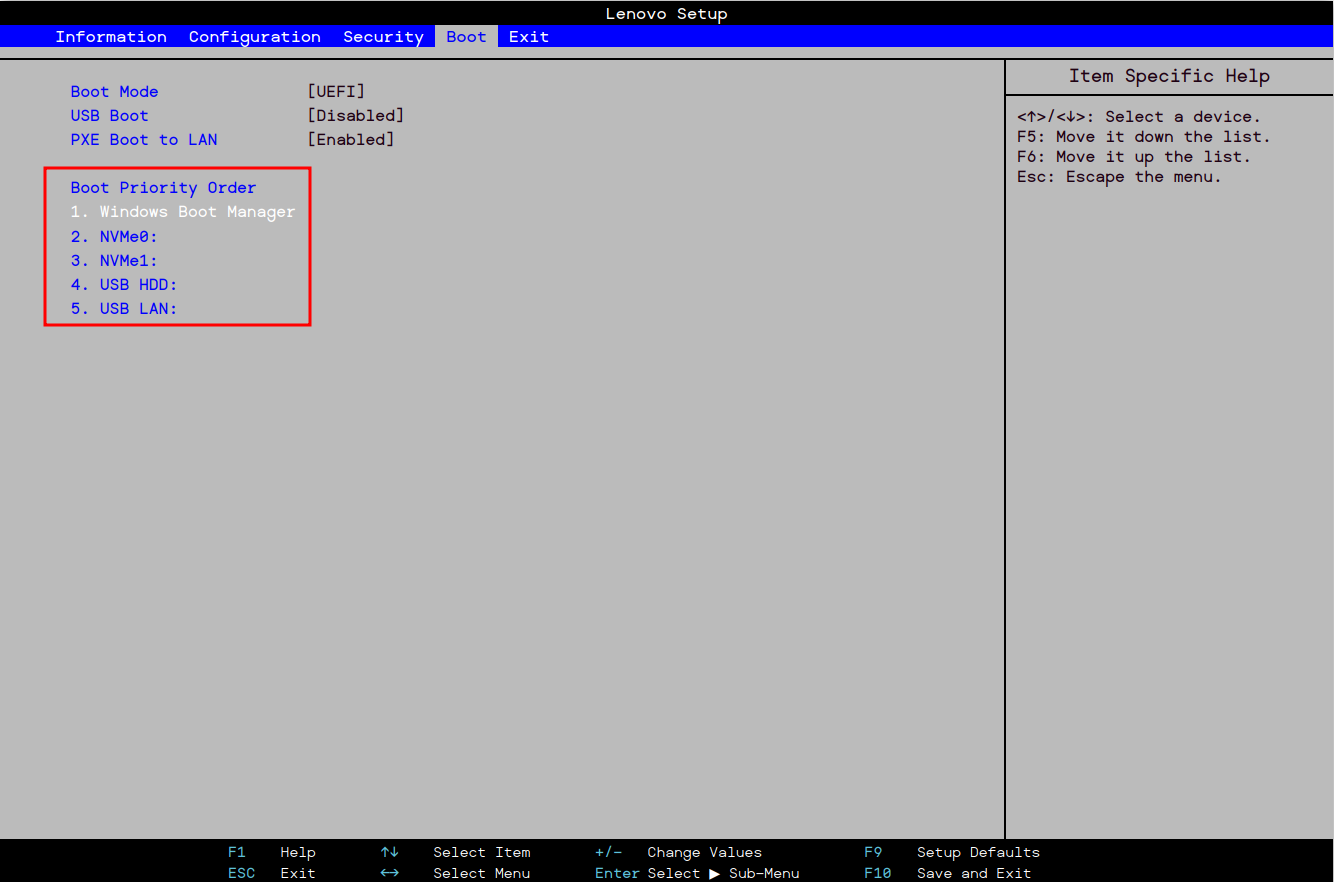 Lenovo Setup
Information Configuration Security Boot Exit
Boot Mode [UEFI]
USB Boot [Disabled]
PXE Boot to LAN [Enabled]
Boot Priority Order
1. Windows Boot Manager
2. NVMe0:
3. NVMe1:
4. USB HDD:
5. USB LAN:
Item Specific Help
<↑>/<↓>: Select a device.
F5: Move it down the list.
F6: Move it up the list.
Esc: Escape the menu.
F1 Help ↑↓ Select Item +/- Change Values F9 Setup Defaults
ESC Exit ↔ Select Menu Enter Select ▶ Sub-Menu F10 Save and Exit